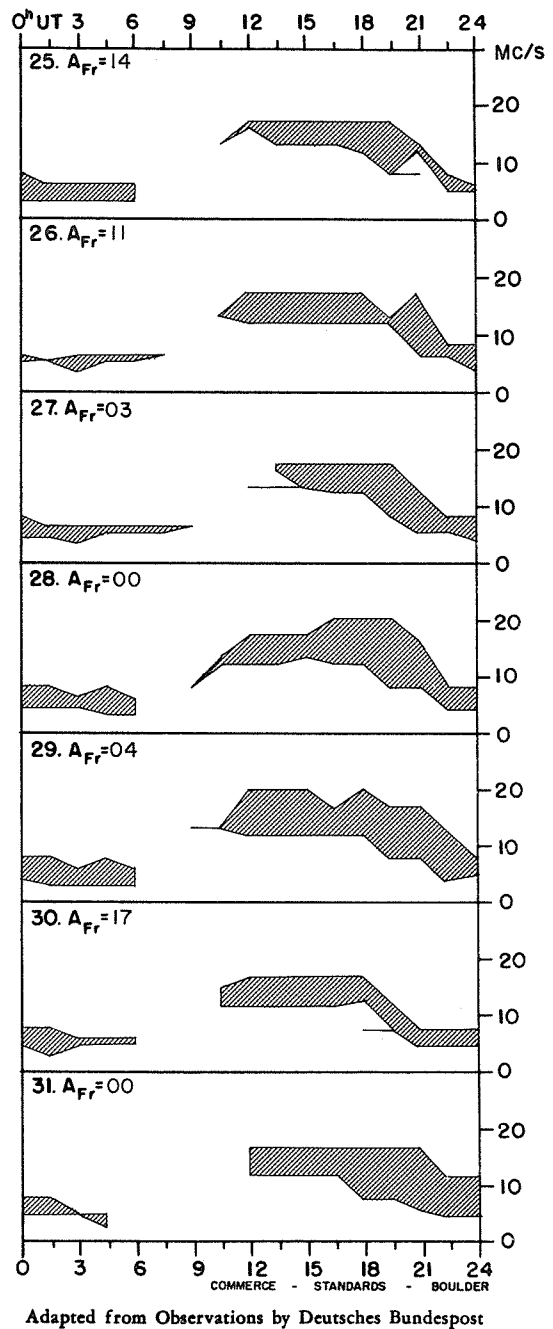 0ʰ UT 3 6 9 12 15 18 21 24
MC/S
25. A_Fr=14
20
10
0
26. A_Fr=11
20
10
0
27. A_Fr=03
20
10
0
28. A_Fr=00
20
10
0
29. A_Fr=04
20
10
0
30. A_Fr=17
20
10
0
31. A_Fr=00
20
10
0
0 3 6 9 12 15 18 21 24
COMMERCE - STANDARDS - BOULDER
Adapted from Observations by Deutsches Bundespost